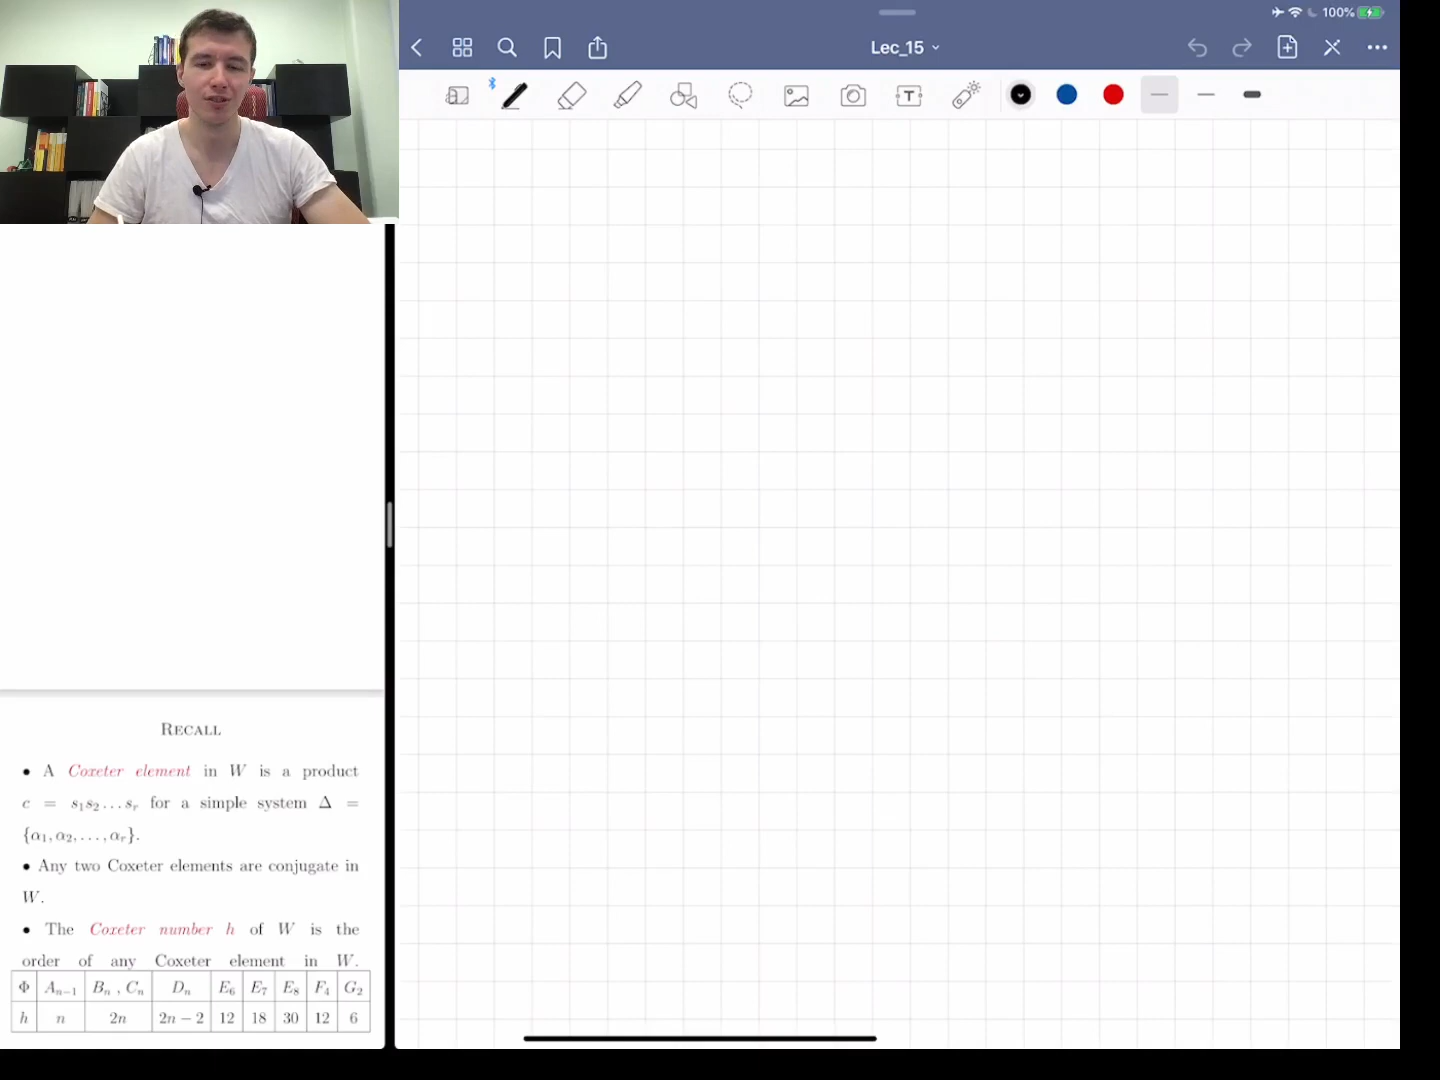 100%
Lec_15
T
RECALL
• A Coxeter element in W is a product
c = s₁s₂…sᵣ for a simple system Δ =
{α₁, α₂, …, αᵣ}.
• Any two Coxeter elements are conjugate in
W.
• The Coxeter number h of W is the
order of any Coxeter element in W.
Φ Aₙ₋₁ Bₙ , Cₙ Dₙ E₆ E₇ E₈ F₄ G₂
h n 2n 2n − 2 12 18 30 12 6